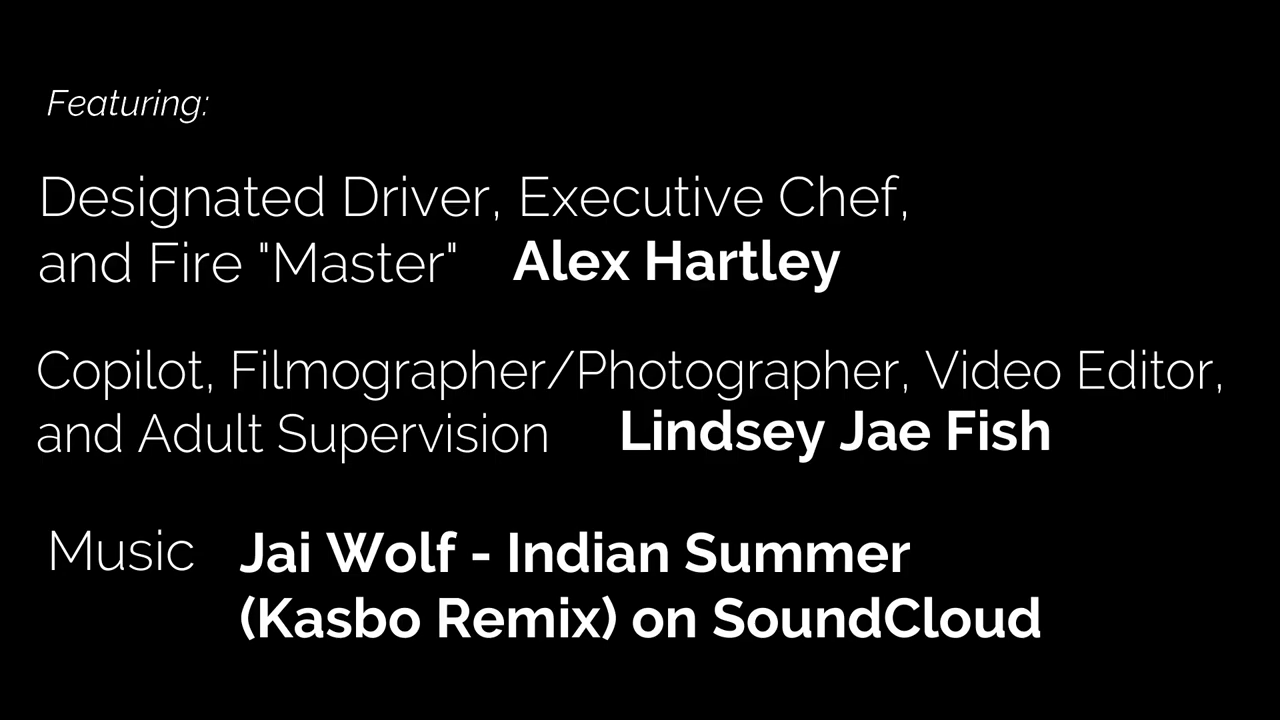 Featuring:
Designated Driver, Executive Chef,
and Fire "Master" Alex Hartley
Copilot, Filmographer/Photographer, Video Editor,
and Adult Supervision Lindsey Jae Fish
Music Jai Wolf - Indian Summer
(Kasbo Remix) on SoundCloud